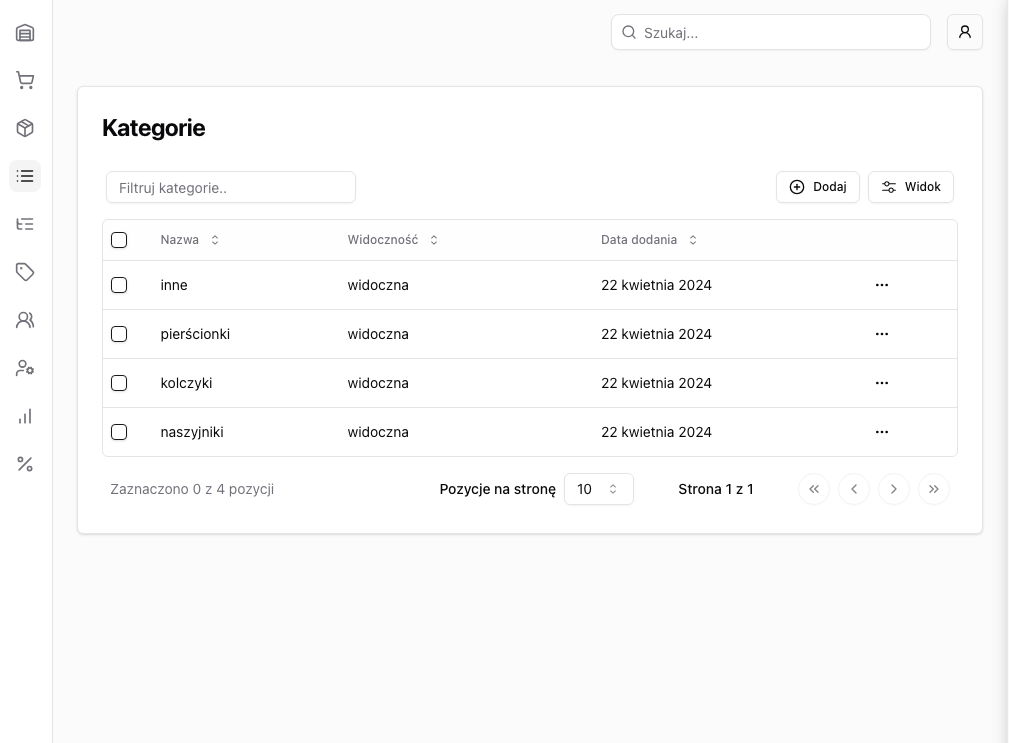 Szukaj...
Kategorie
Filtruj kategorie..
Dodaj
Widok
Nazwa Widoczność Data dodania
inne widoczna 22 kwietnia 2024
pierścionki widoczna 22 kwietnia 2024
kolczyki widoczna 22 kwietnia 2024
naszyjniki widoczna 22 kwietnia 2024
Zaznaczono 0 z 4 pozycji Pozycje na stronę 10 Strona 1 z 1